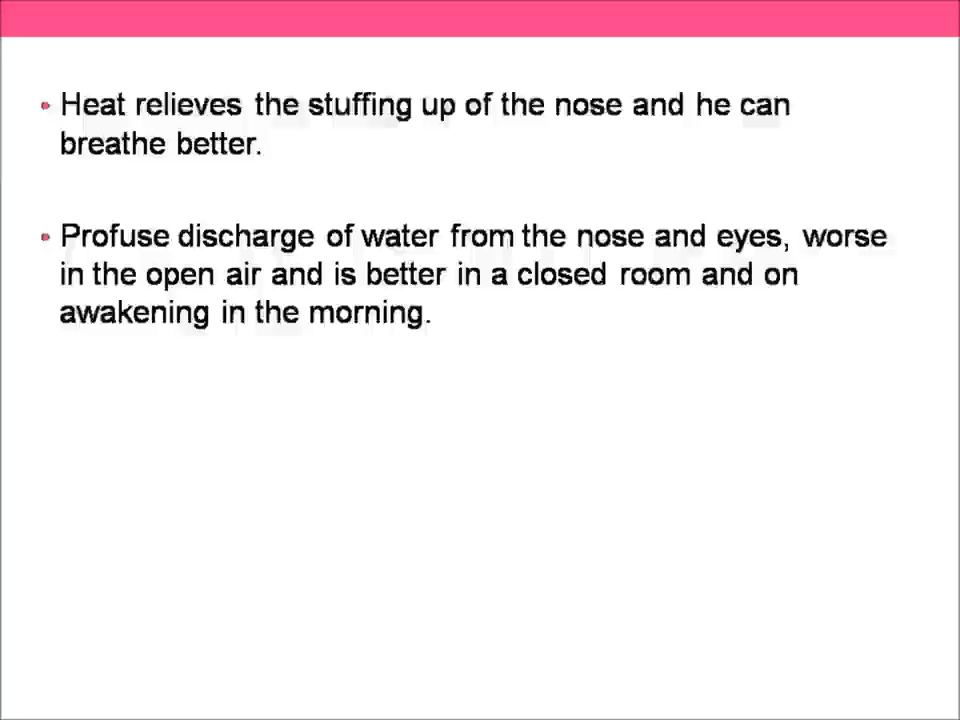 • Heat relieves the stuffing up of the nose and he can
breathe better.
• Profuse discharge of water from the nose and eyes, worse
in the open air and is better in a closed room and on
awakening in the morning.